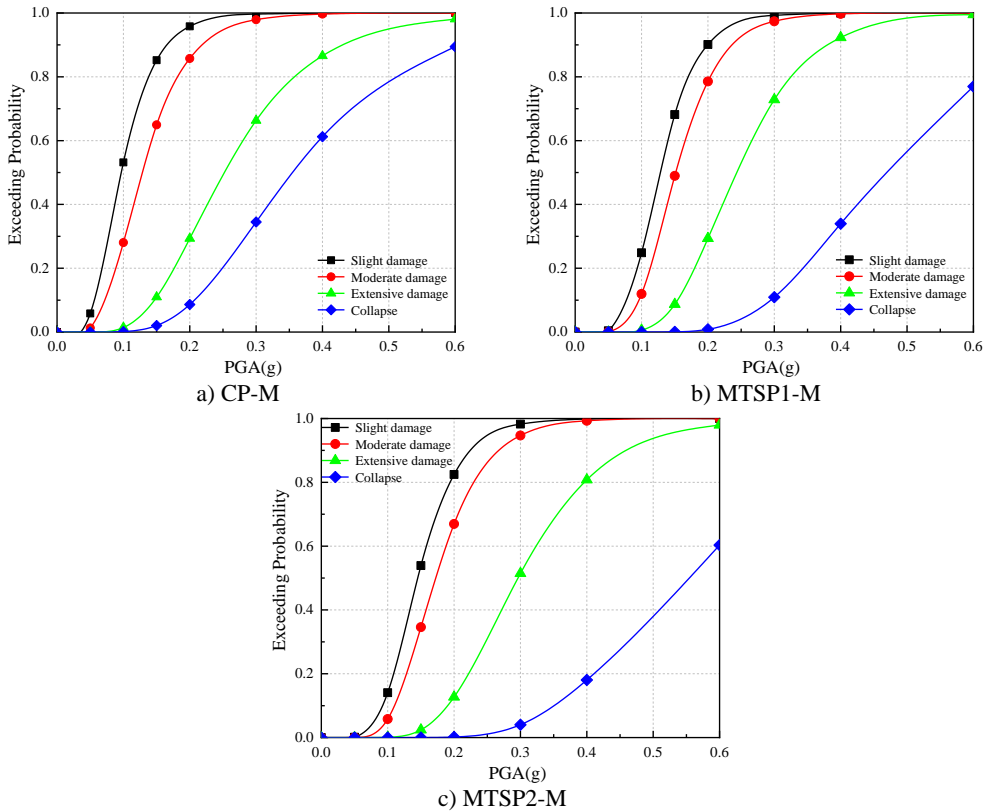 1.0
0.8
0.6
0.4
0.2
0.0
Exceeding Probability
Slight damage
Moderate damage
Extensive damage
Collapse
0.0 0.1 0.2 0.3 0.4 0.5 0.6
PGA(g)
a) CP-M
1.0
0.8
0.6
0.4
0.2
0.0
Exceeding Probability
Slight damage
Moderate damage
Extensive damage
Collapse
0.0 0.1 0.2 0.3 0.4 0.5 0.6
PGA(g)
b) MTSP1-M
1.0
0.8
0.6
0.4
0.2
0.0
Exceeding Probability
Slight damage
Moderate damage
Extensive damage
Collapse
0.0 0.1 0.2 0.3 0.4 0.5 0.6
PGA(g)
c) MTSP2-M